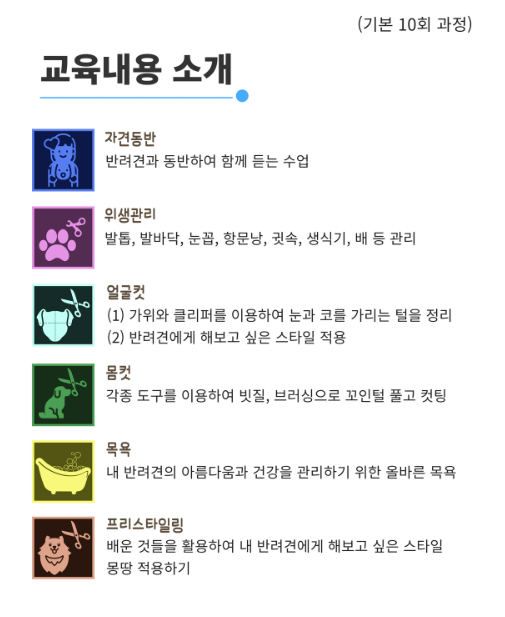 (기본 10회 과정)
교육내용 소개
자견동반
반려견과 동반하여 함께 듣는 수업
위생관리
발톱, 발바닥, 눈꼽, 항문낭, 귓속, 생식기, 배 등 관리
얼굴컷
(1) 가위와 클리퍼를 이용하여 눈과 코를 가리는 털을 정리
(2) 반려견에게 해보고 싶은 스타일 적용
몸컷
각종 도구를 이용하여 빗질, 브러싱으로 꼬인털 풀고 컷팅
목욕
내 반려견의 아름다움과 건강을 관리하기 위한 올바른 목욕
프리스타일링
배운 것들을 활용하여 내 반려견에게 해보고 싶은 스타일
몽땅 적용하기